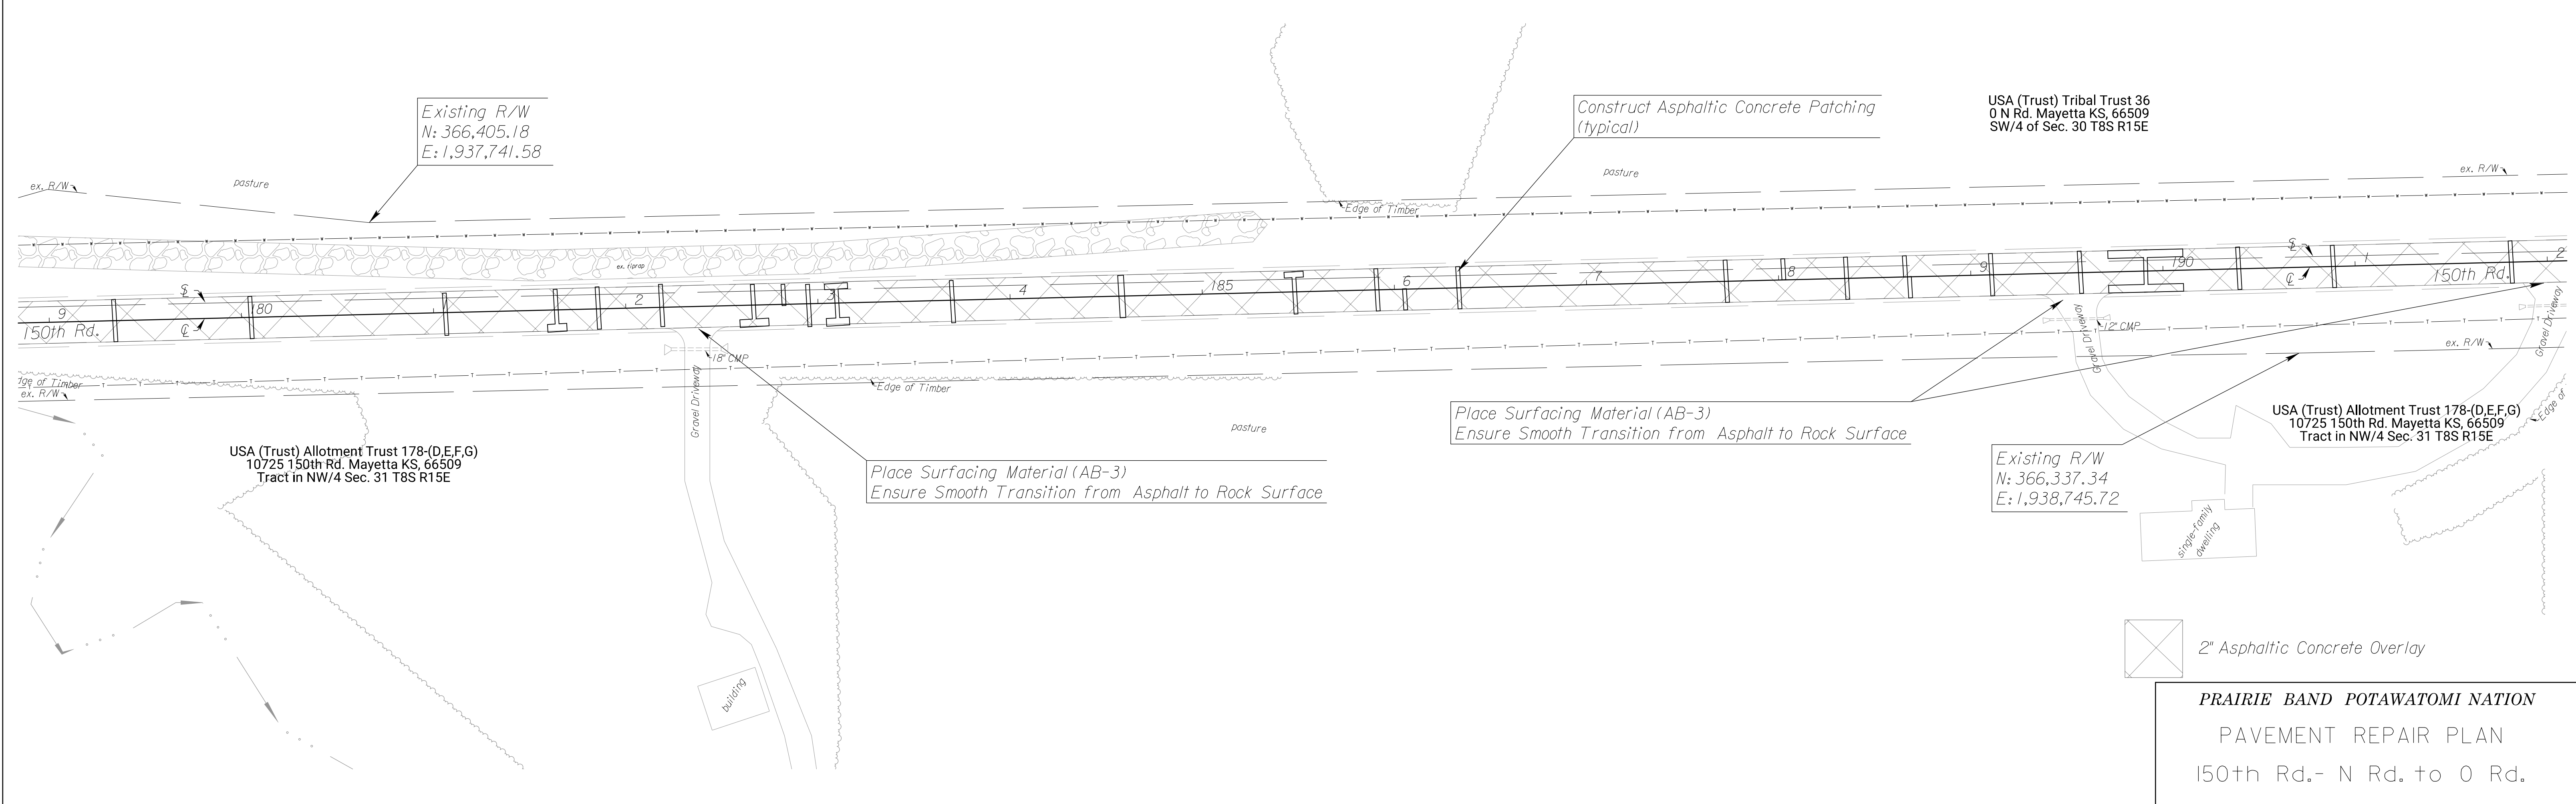 Existing R/W
N: 366,405.18
E: 1,937,741.58
Construct Asphaltic Concrete Patching
(typical)
USA (Trust) Tribal Trust 36
0 N Rd. Mayetta KS, 66509
SW/4 of Sec. 30 T8S R15E
ex. R/W
pasture
pasture
ex. R/W
Edge of Timber
ex. riprap
9
180
2
3
4
185
6
7
8
9
190
1
2
150th Rd.
150th Rd.
18" CMP
12" CMP
Gravel Driveway
Gravel Driveway
Gravel Driveway
dge of Timber
ex. R/W
Edge of Timber
ex. R/W
pasture
Place Surfacing Material (AB-3)
Ensure Smooth Transition from Asphalt to Rock Surface
USA (Trust) Allotment Trust 178-(D,E,F,G)
10725 150th Rd. Mayetta KS, 66509
Tract in NW/4 Sec. 31 T8S R15E
Edge of
USA (Trust) Allotment Trust 178-(D,E,F,G)
10725 150th Rd. Mayetta KS, 66509
Tract in NW/4 Sec. 31 T8S R15E
Place Surfacing Material (AB-3)
Ensure Smooth Transition from Asphalt to Rock Surface
Existing R/W
N: 366,337.34
E: 1,938,745.72
single-family
dwelling
building
2" Asphaltic Concrete Overlay
PRAIRIE BAND POTAWATOMI NATION
PAVEMENT REPAIR PLAN
150th Rd.- N Rd. to O Rd.